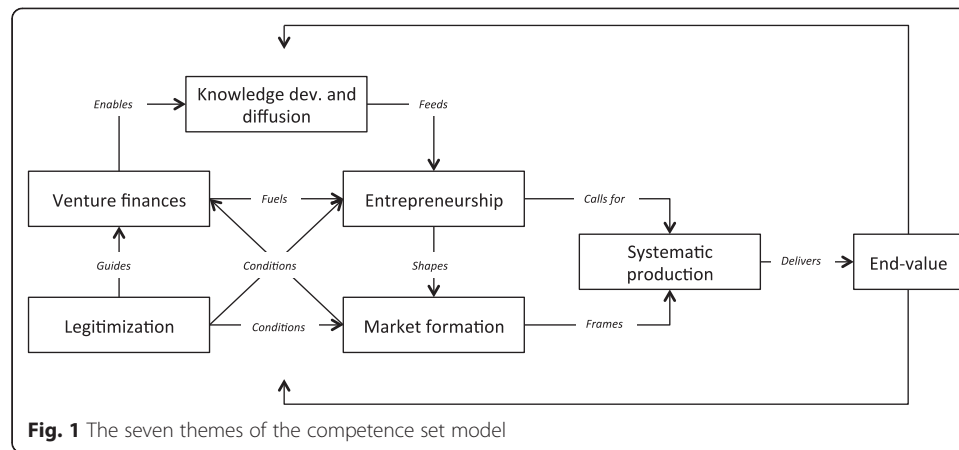 Knowledge dev. and
diffusion
Enables
Feeds
Venture finances
Fuels
Entrepreneurship
Calls for
Systematic
production
Delivers
End-value
Guides
Conditions
Shapes
Legitimization
Conditions
Market formation
Frames
Fig. 1 The seven themes of the competence set model